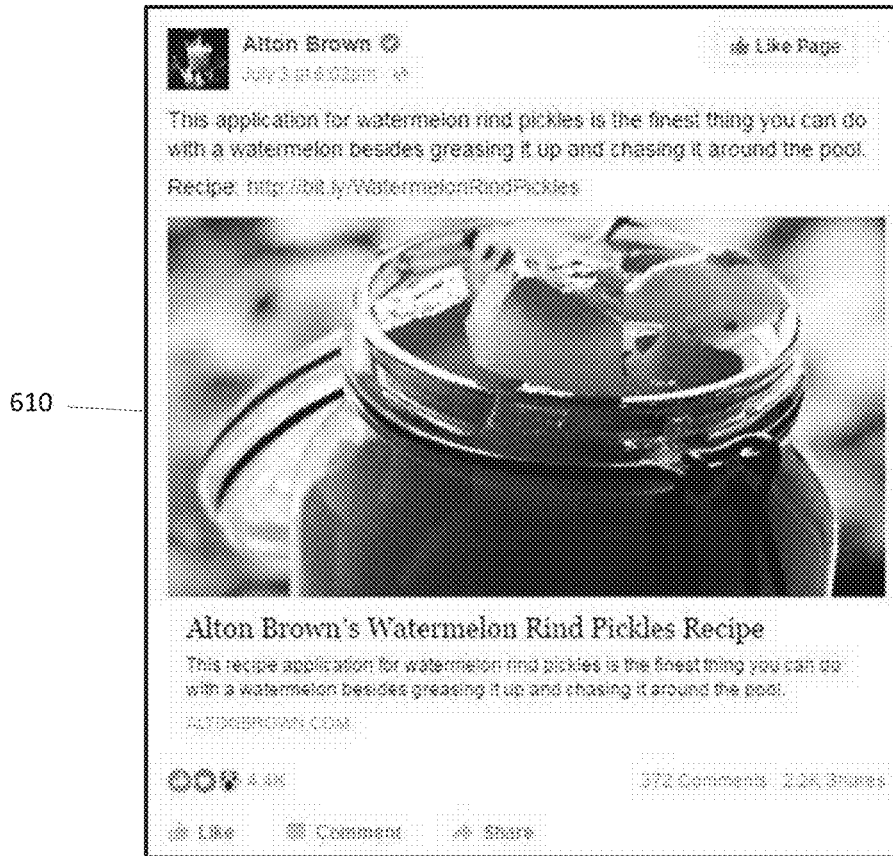 Alton Brown
Like Page
July 3 at 6:02pm
This application for watermelon rind pickles is the finest thing you can do
with a watermelon besides greasing it up and chasing it around the pool.
Recipe: http://bit.ly/WatermelonRindPickles
610
Alton Brown's Watermelon Rind Pickles Recipe
This recipe application for watermelon rind pickles is the finest thing you can do
with a watermelon besides greasing it up and chasing it around the pool.
ALTONBROWN.COM
4.4K
372 Comments
Shares
Like
Comment
Share